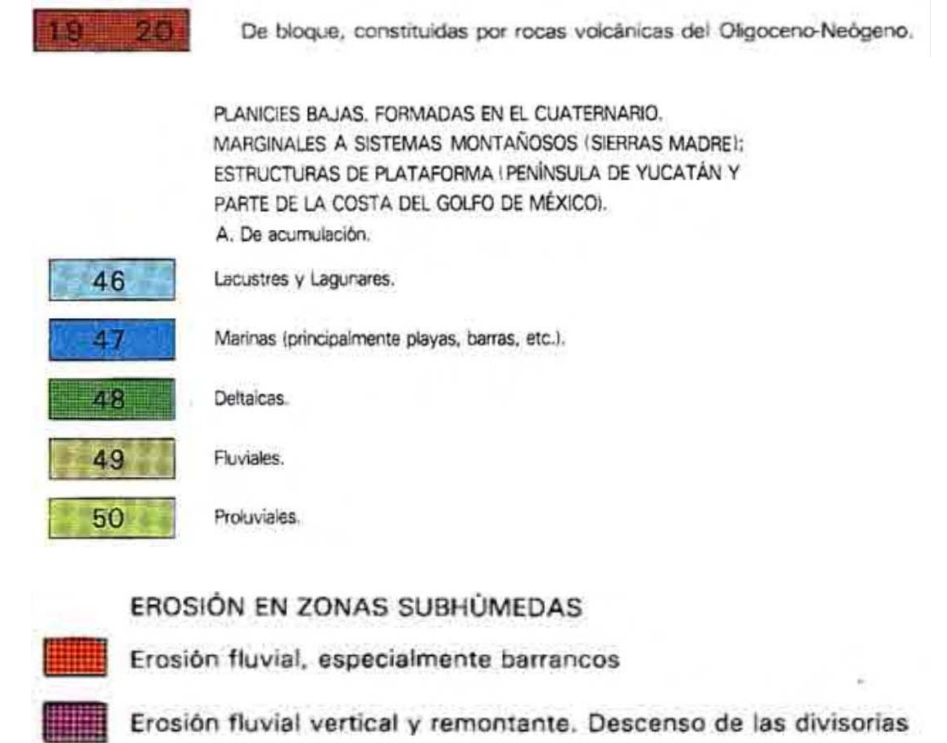 19 20 De bloque, constituidas por rocas volcánicas del Oligoceno-Neógeno.
PLANICIES BAJAS, FORMADAS EN EL CUATERNARIO.
MARGINALES A SISTEMAS MONTAÑOSOS (SIERRAS MADRE);
ESTRUCTURAS DE PLATAFORMA (PENÍNSULA DE YUCATÁN Y
PARTE DE LA COSTA DEL GOLFO DE MÉXICO).
A. De acumulación.
46 Lacustres y Lagunares.
47 Marinas (principalmente playas, barras, etc.).
48 Deltaicas.
49 Fluviales.
50 Proluviales.
EROSIÓN EN ZONAS SUBHÚMEDAS
Erosión fluvial, especialmente barrancos
Erosión fluvial vertical y remontante. Descenso de las divisorias